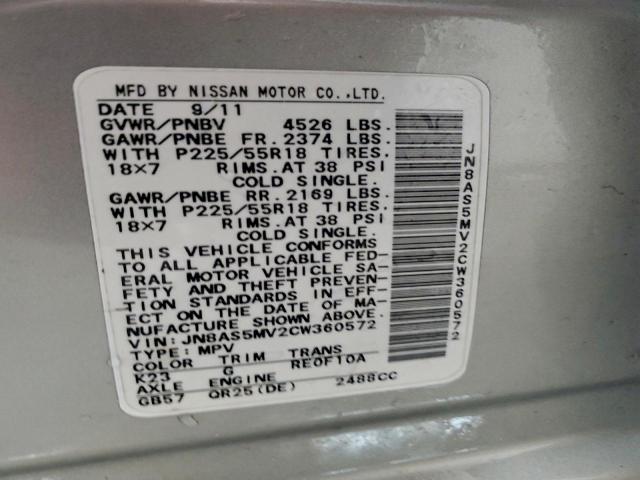 MFD BY NISSAN MOTOR CO.,LTD.
DATE 9/11
GVWR/PNBV 4526 LBS.
GAWR/PNBE FR. 2374 LBS.
WITH P225/55R18 TIRES.
18×7 RIMS.AT 38 PSI
COLD SINGLE.
GAWR/PNBE RR. 2169 LBS.
WITH P225/55R18 TIRES.
18×7 RIMS.AT 38 PSI
COLD SINGLE.
THIS VEHICLE CONFORMS
TO ALL APPLICABLE FED-
ERAL MOTOR VEHICLE SA-
FETY AND THEFT PREVEN-
TION STANDARDS IN EFF-
ECT ON THE DATE OF MA-
NUFACTURE SHOWN ABOVE.
VIN: JN8AS5MV2CW360572
TYPE: MPV
COLOR TRIM TRANS
K23 G RE0F10A
AXLE ENGINE
GB57 QR25(DE) 2488CC
JN8AS5MV2CW360572